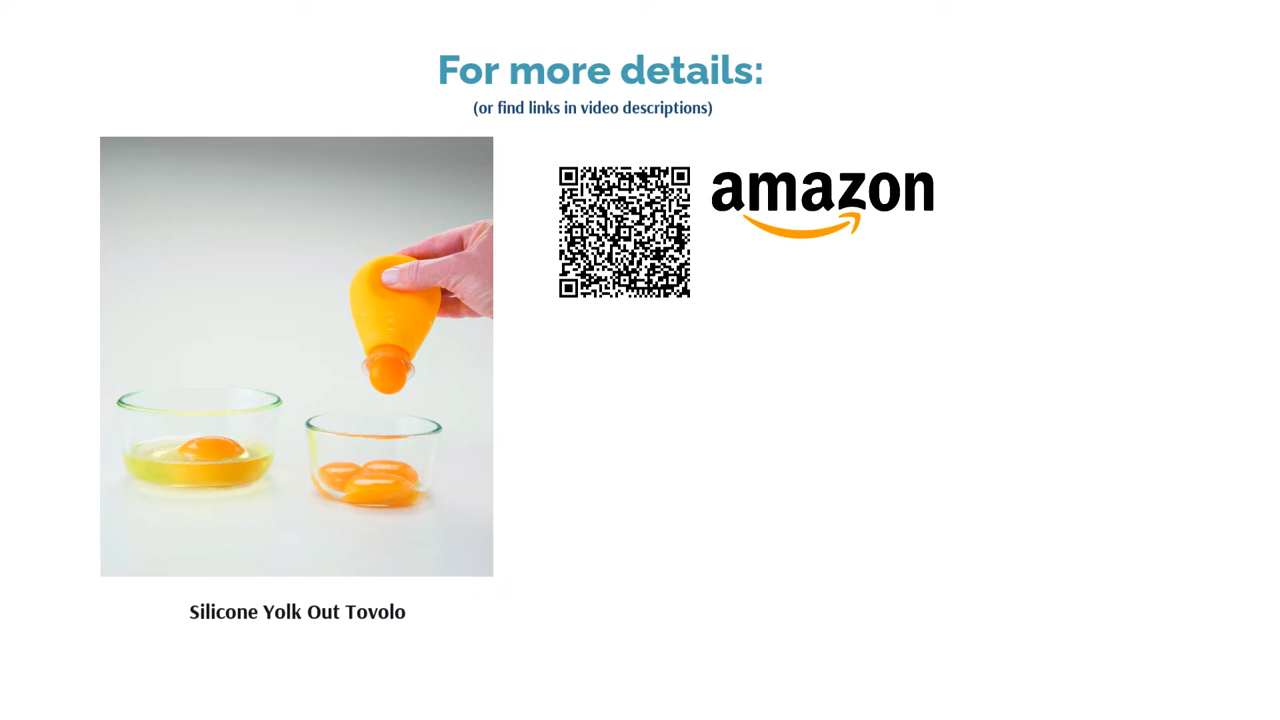 For more details:
(or find links in video descriptions)
amazon
Silicone Yolk Out Tovolo